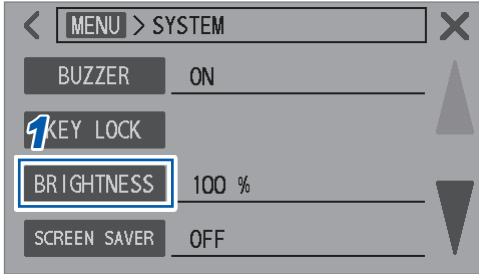 MENU > SYSTEM
BUZZER ON
1
KEY LOCK
BRIGHTNESS 100 %
SCREEN SAVER OFF